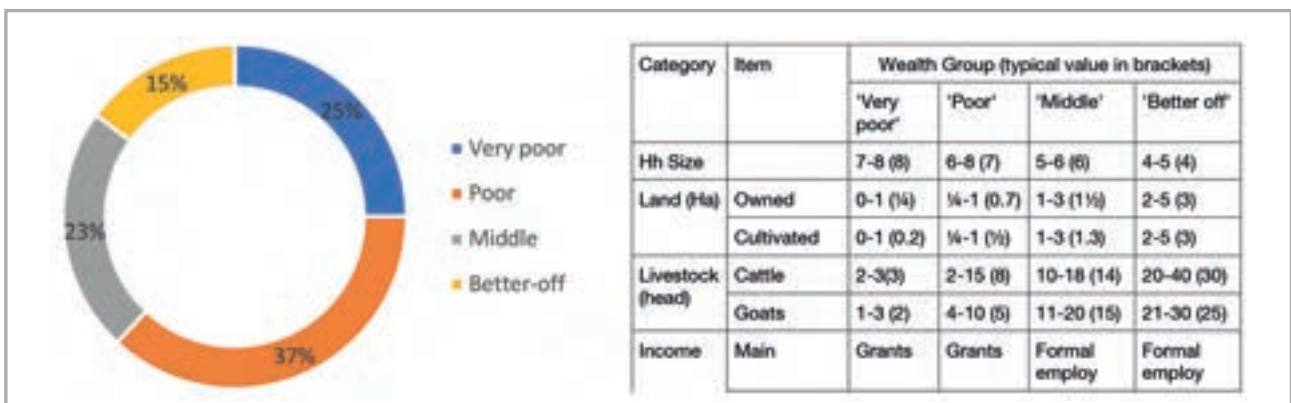 15%
25%
23%
37%
Very poor
Poor
Middle
Better-off
Category Item Wealth Group (typical value in brackets)
'Very poor' 'Poor' 'Middle' 'Better off'
Hh Size 7-8 (8) 6-8 (7) 5-6 (6) 4-5 (4)
Land (Ha) Owned 0-1 (¼) ¼-1 (0.7) 1-3 (1½) 2-5 (3)
Cultivated 0-1 (0.2) ¼-1 (½) 1-3 (1.3) 2-5 (3)
Livestock (head) Cattle 2-3(3) 2-15 (8) 10-18 (14) 20-40 (30)
Goats 1-3 (2) 4-10 (5) 11-20 (15) 21-30 (25)
Income Main Grants Grants Formal employ Formal employ